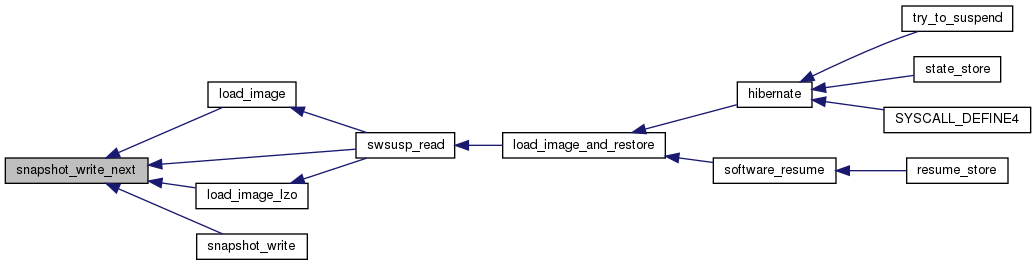 try_to_suspend
state_store
load_image
hibernate
SYSCALL_DEFINE4
swsusp_read
load_image_and_restore
snapshot_write_next
software_resume
resume_store
load_image_lzo
snapshot_write